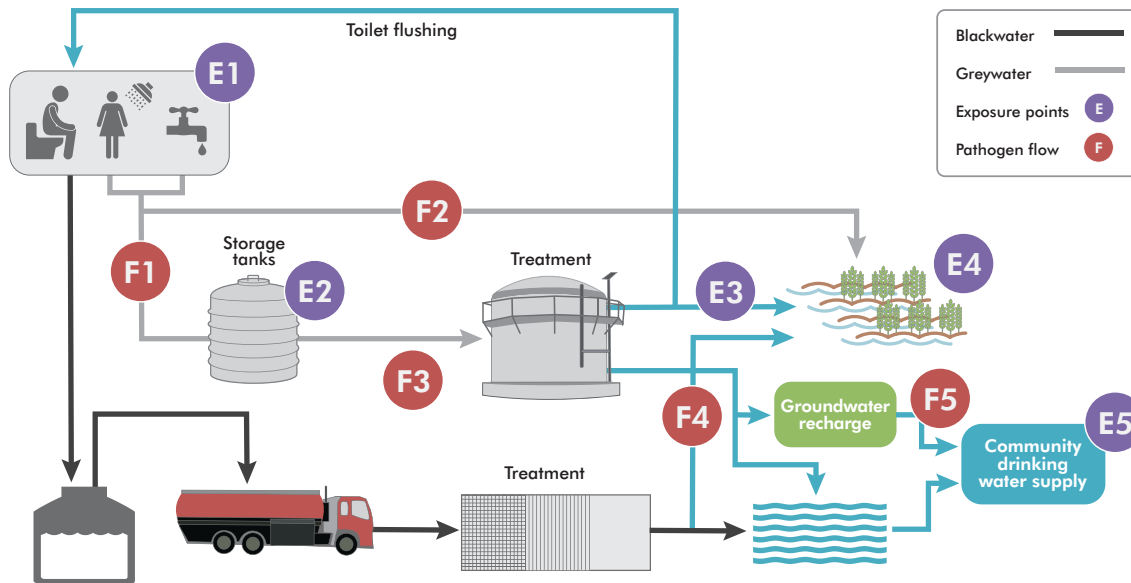 Toilet flushing
Blackwater
Greywater
Exposure points
E
Pathogen flow
F
E1
F2
F1
Storage
tanks
E2
Treatment
E3
E4
F3
F4
Groundwater
recharge
F5
E5
Community
drinking
water supply
Treatment